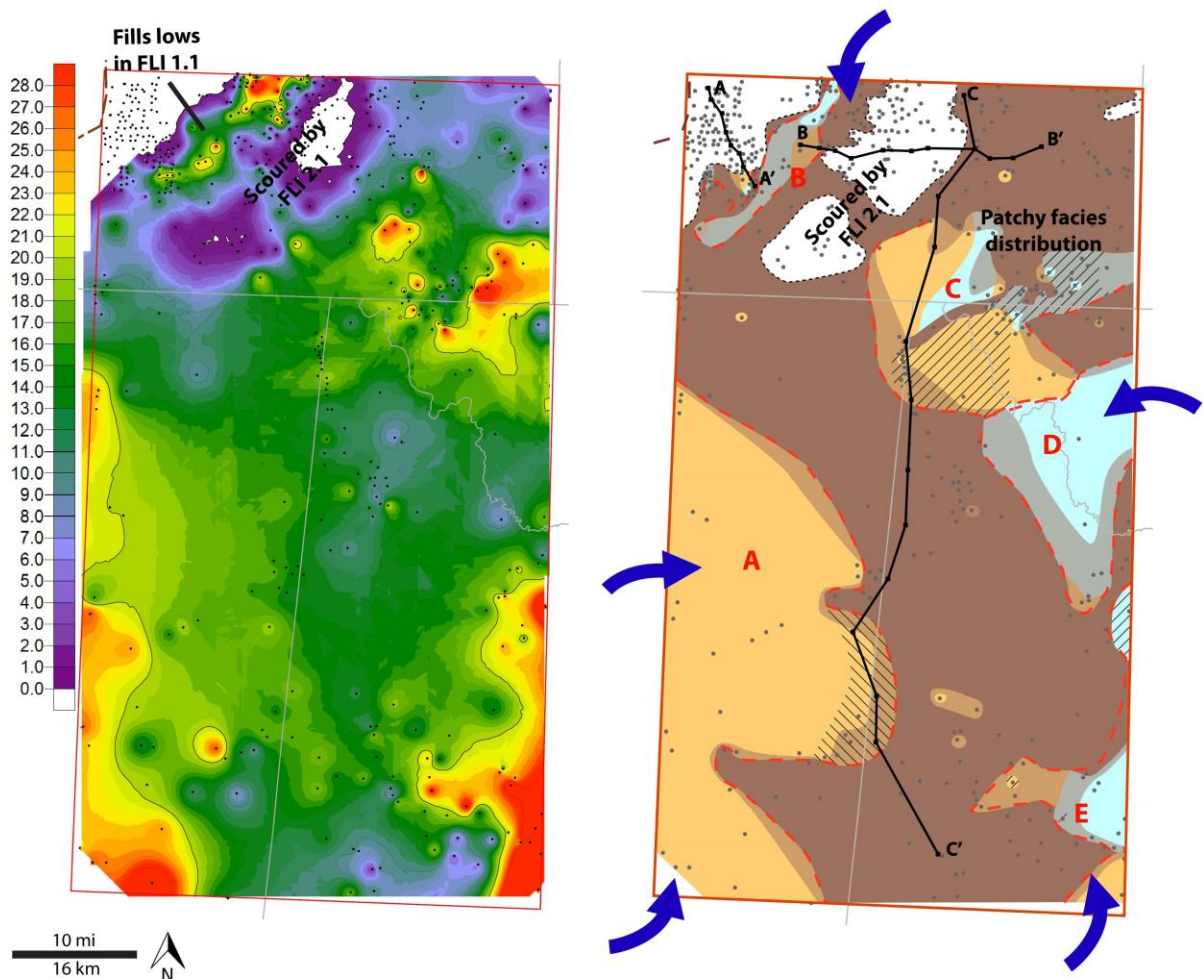 Fills lows
in FLI 1.1
28.0
27.0
26.0
25.0
24.0
23.0
22.0
21.0
20.0
19.0
18.0
17.0
16.0
15.0
14.0
13.0
12.0
11.0
10.0
9.0
8.0
7.0
6.0
5.0
4.0
3.0
2.0
1.0
0.0
Scoured by
FLI 2.1
10 mi
16 km
N
A
C
B
B'
A'
B
Scoured by
FLI 2.1
Patchy facies
distribution
C
D
A
E
C'